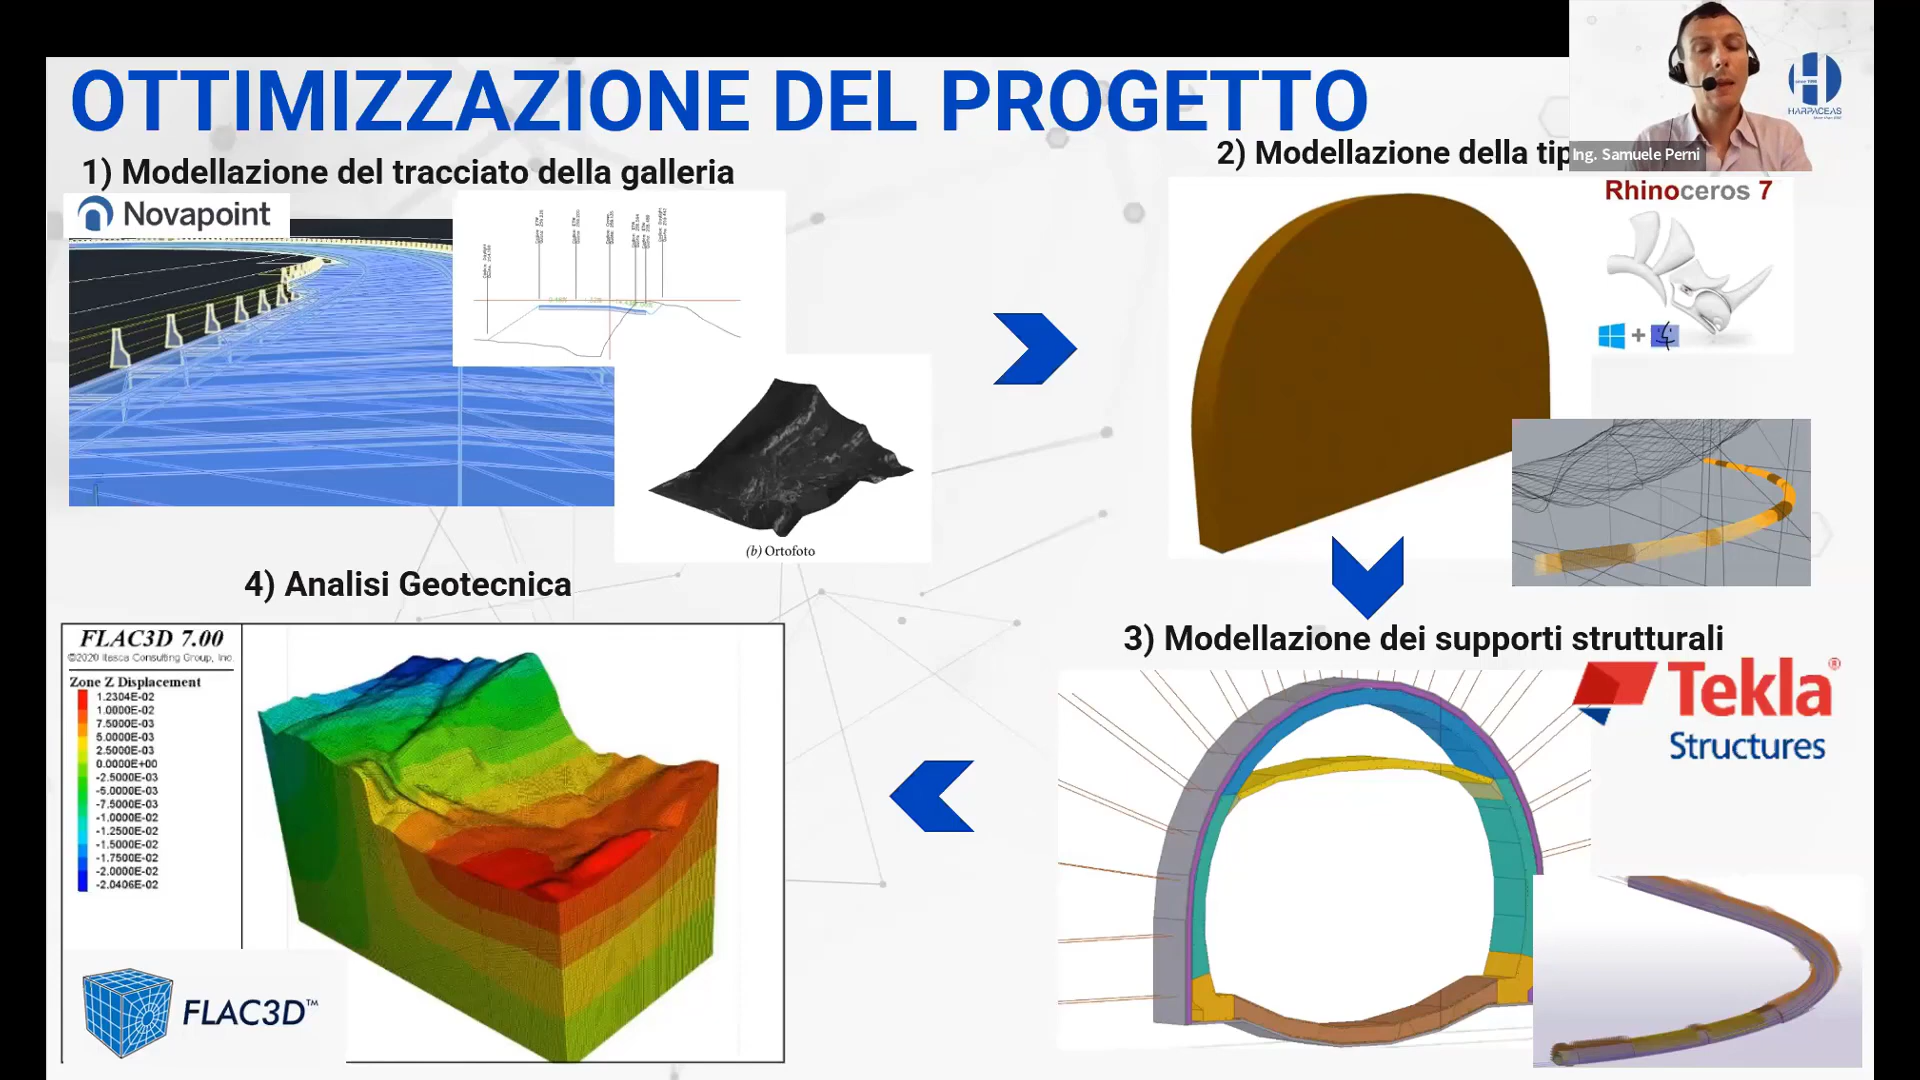 OTTIMIZZAZIONE DEL PROGETTO
HARPACEAS
Ing. Samuele Perni
1) Modellazione del tracciato della galleria
Novapoint
(b) Ortofoto
2) Modellazione della tip
Rhinoceros 7
+
3) Modellazione dei supporti strutturali
Tekla®
Structures
4) Analisi Geotecnica
FLAC3D 7.00
©2020 Itasca Consulting Group, Inc.
Zone Z Displacement
1.2304E-02
1.0000E-02
7.5000E-03
5.0000E-03
2.5000E-03
0.0000E+00
-2.5000E-03
-5.0000E-03
-7.5000E-03
-1.0000E-02
-1.2500E-02
-1.5000E-02
-1.7500E-02
-2.0000E-02
-2.0406E-02
FLAC3D™